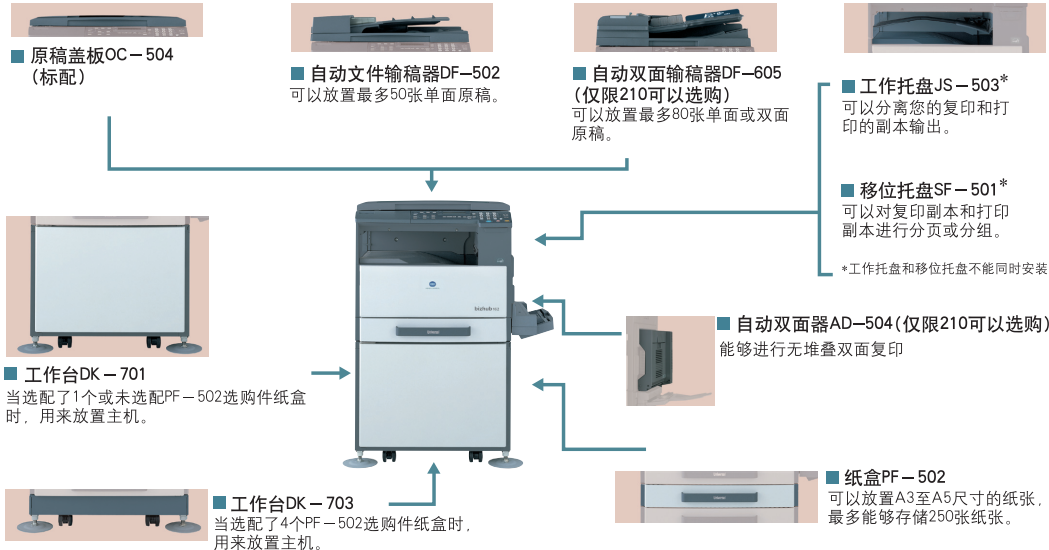 原稿盖板OC－504
（标配）
自动文件输稿器DF—502
可以放置最多50张单面原稿。
自动双面输稿器DF—605
（仅限210可以选购）
可以放置最多80张单面或双面
原稿。
工作托盘JS－503*
可以分离您的复印和打
印的副本输出。
移位托盘SF－501*
可以对复印副本和打印
副本进行分页或分组。
*工作托盘和移位托盘不能同时安装
bizhub
自动双面器AD—504（仅限210可以选购）
能够进行无堆叠双面复印
工作台DK－701
当选配了1个或未选配PF－502选购件纸盒
时，用来放置主机。
纸盒PF－502
可以放置A3至A5尺寸的纸张，
最多能够存储250张纸张。
工作台DK－703
当选配了4个PF－502选购件纸盒时，
用来放置主机。